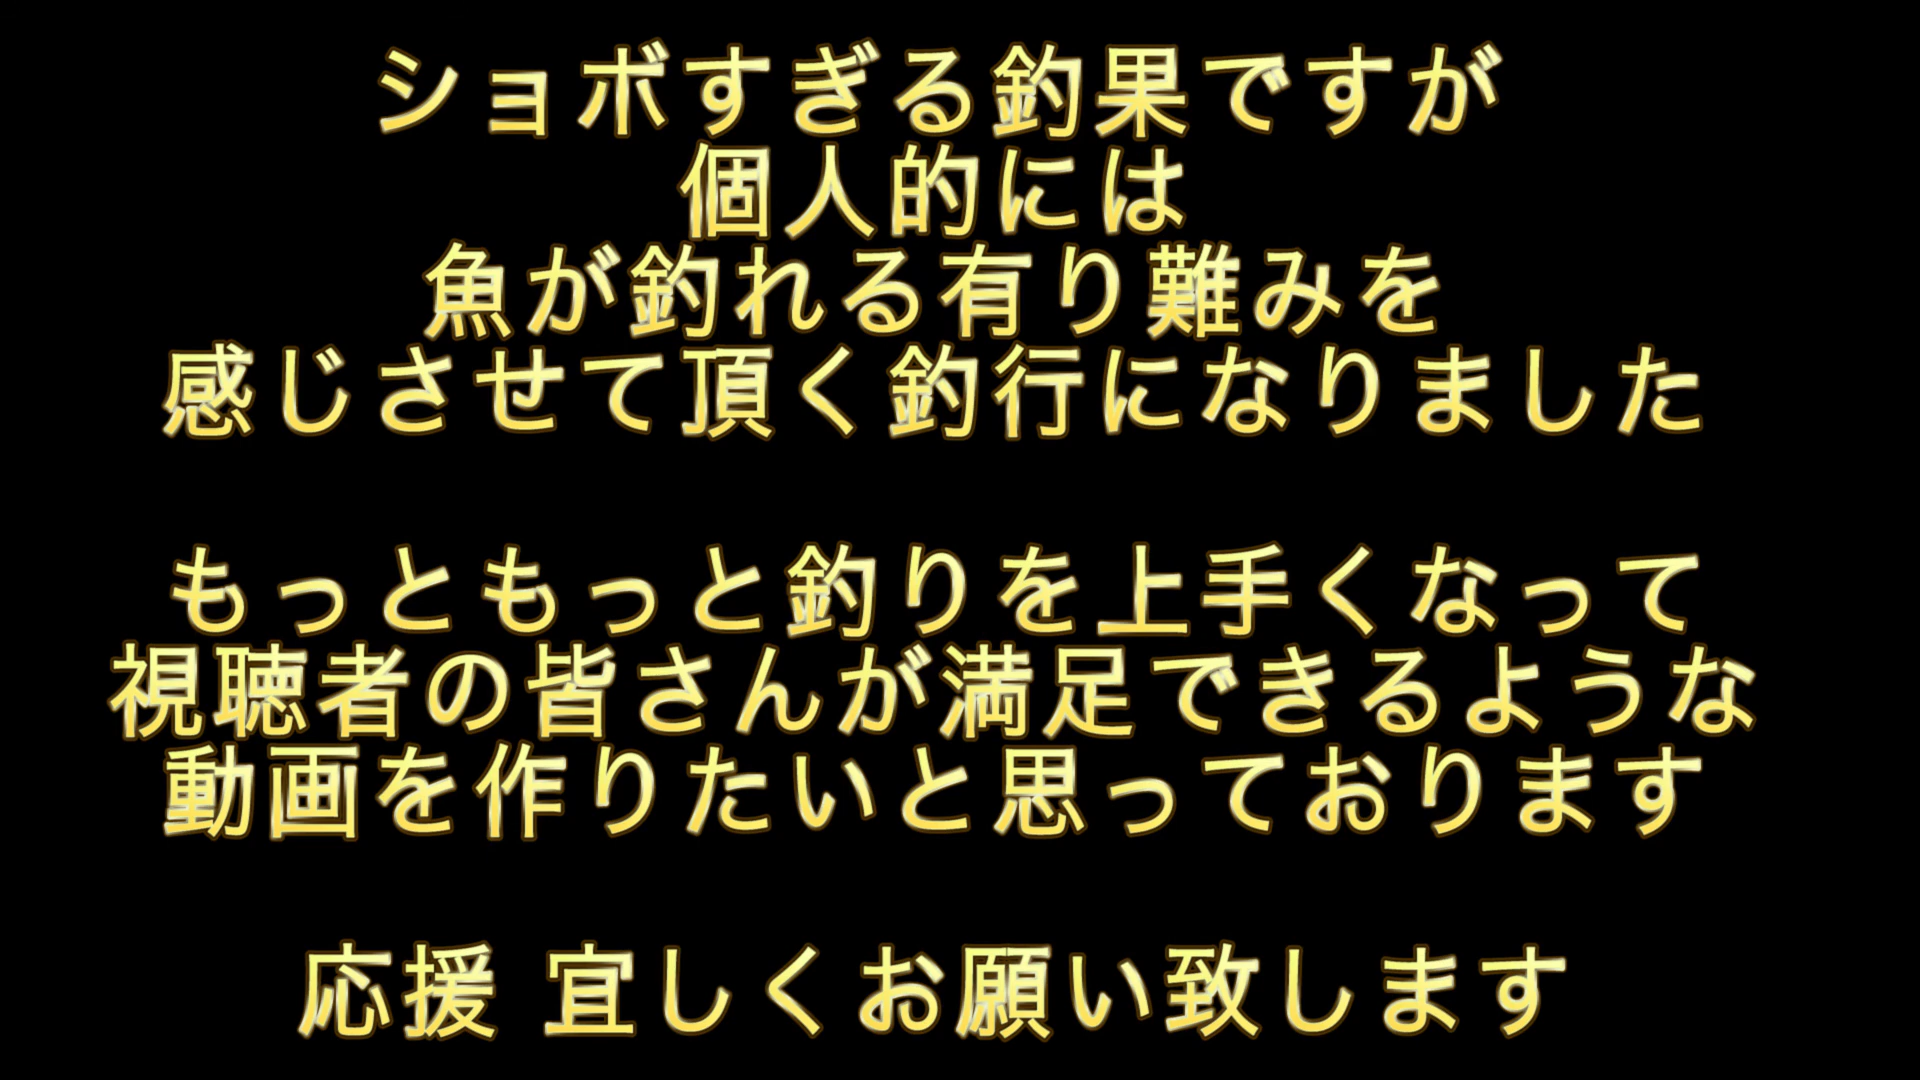 ショボすぎる釣果ですが
個人的には
魚が釣れる有り難みを
感じさせて頂く釣行になりました
もっともっと釣りを上手くなって
視聴者の皆さんが満足できるような
動画を作りたいと思っております
応援 宜しくお願い致します